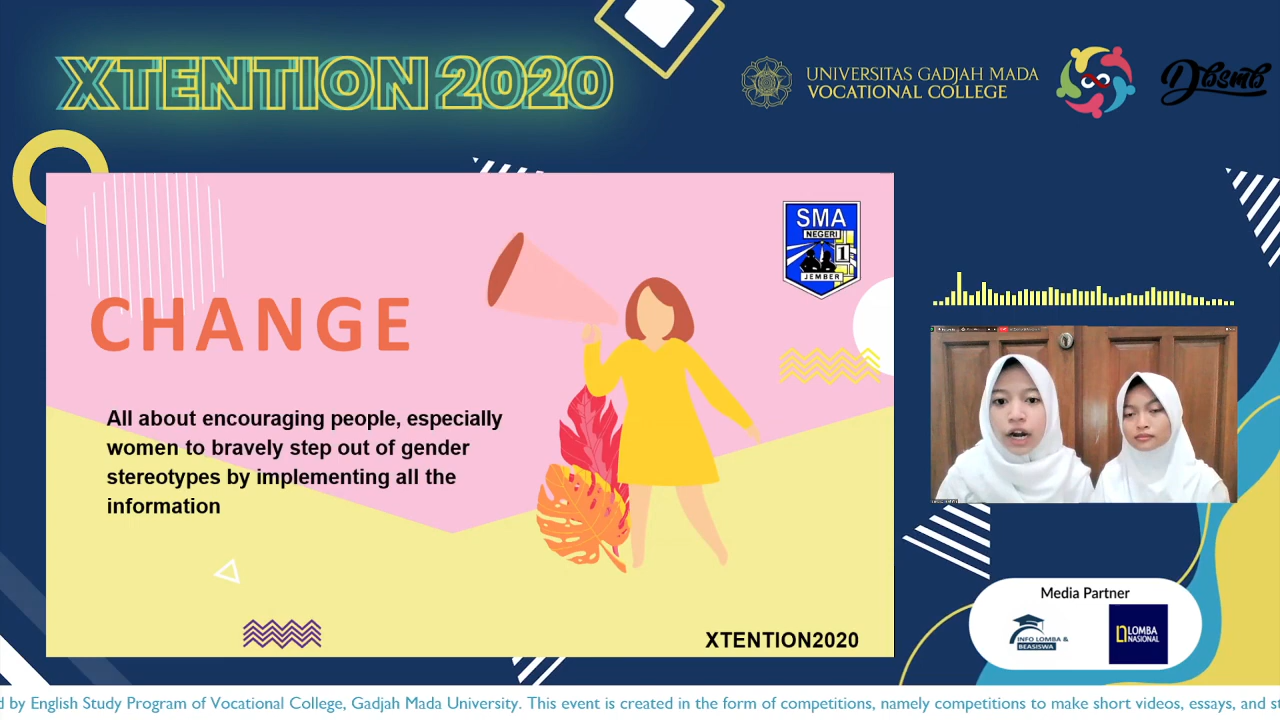 XTENTION 2020
UNIVERSITAS GADJAH MADA
VOCATIONAL COLLEGE
Dbsmb
SMA
NEGERI
1
JEMBER
CHANGE
All about encouraging people, especially
women to bravely step out of gender
stereotypes by implementing all the
information
XTENTION2020
Media Partner
INFO LOMBA &
BEASISWA
LOMBA
NASIONAL
d by English Study Program of Vocational College, Gadjah Mada University. This event is created in the form of competitions, namely competitions to make short videos, essays, and